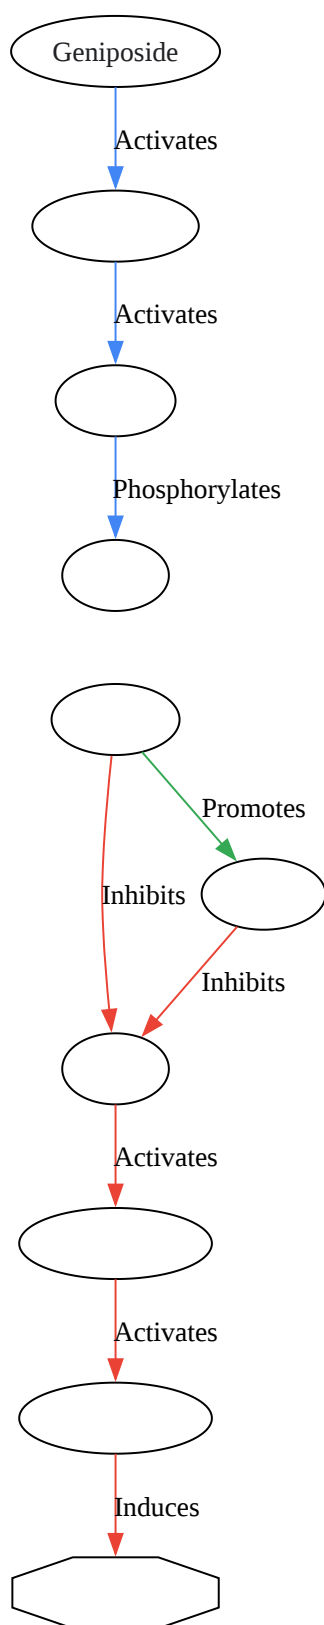 Geniposide
Activates
Activates
Phosphorylates
Promotes
Inhibits
Inhibits
Activates
Activates
Induces